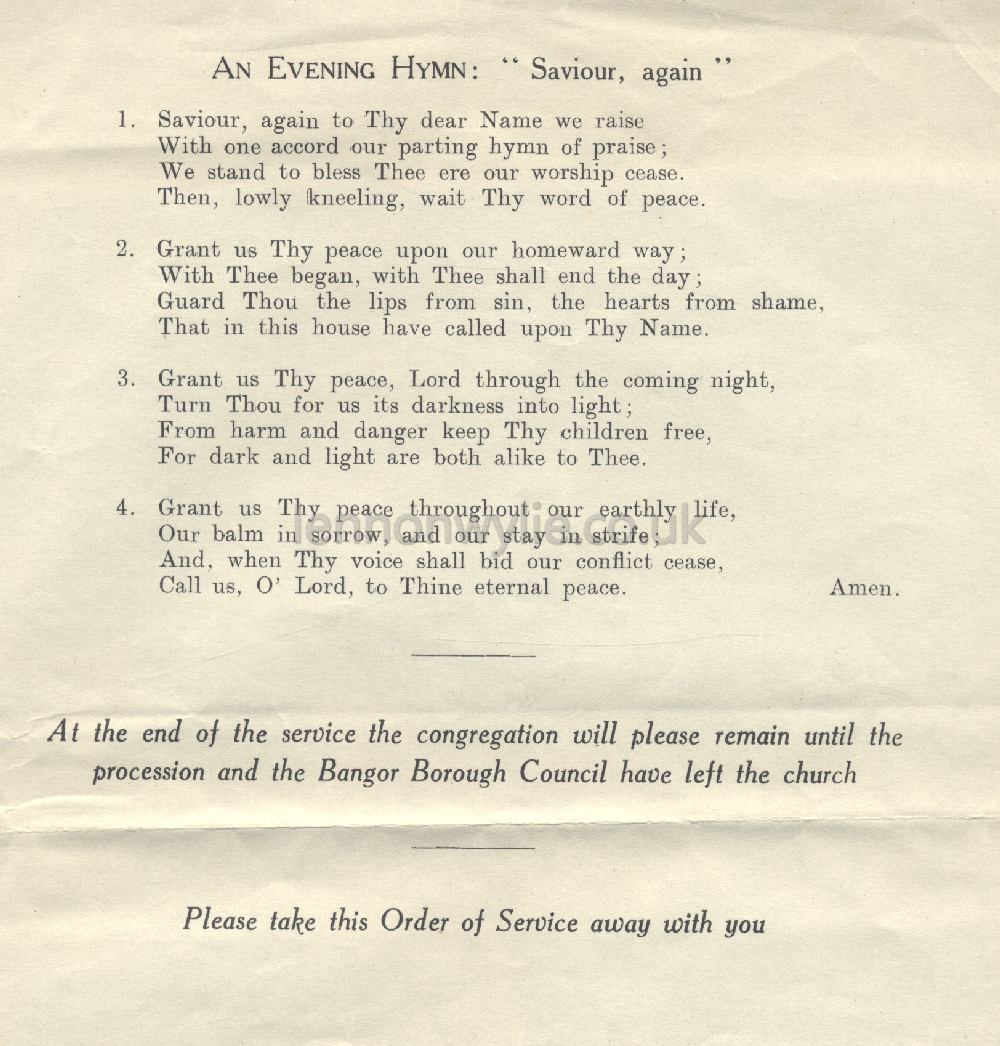 AN EVENING HYMN: “ Saviour, again ”
1. Saviour, again to Thy dear Name we raise
With one accord our parting hymn of praise;
We stand to bless Thee ere our worship cease.
Then, lowly kneeling, wait Thy word of peace.
2. Grant us Thy peace upon our homeward way;
With Thee began, with Thee shall end the day;
Guard Thou the lips from sin, the hearts from shame,
That in this house have called upon Thy Name.
3. Grant us Thy peace, Lord through the coming night,
Turn Thou for us its darkness into light;
From harm and danger keep Thy children free,
For dark and light are both alike to Thee.
4. Grant us Thy peace throughout our earthly life,
Our balm in sorrow, and our stay in strife;
And, when Thy voice shall bid our conflict cease,
Call us, O’ Lord, to Thine eternal peace. Amen.
lennonwylie.co.uk
At the end of the service the congregation will please remain until the
procession and the Bangor Borough Council have left the church
Please take this Order of Service away with you